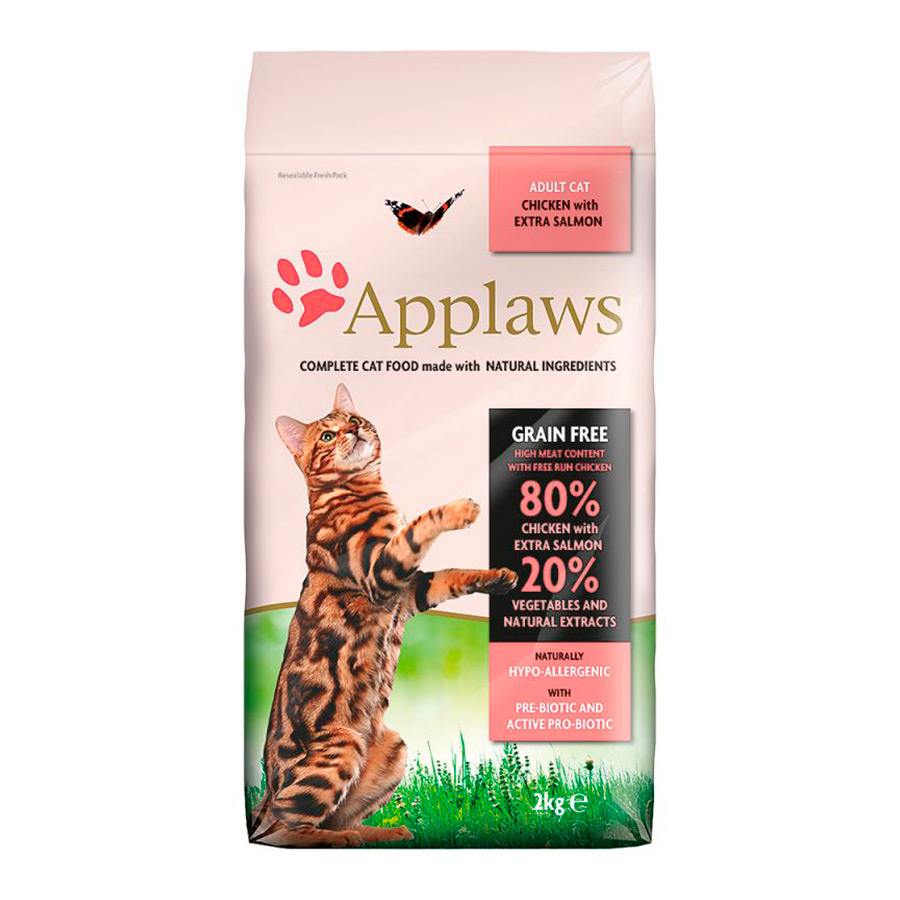 Resealable Fresh Pack
ADULT CAT
CHICKEN with
EXTRA SALMON
Applaws
COMPLETE CAT FOOD made with NATURAL INGREDIENTS
GRAIN FREE
HIGH MEAT CONTENT
WITH FREE RUN CHICKEN
80%
CHICKEN with
EXTRA SALMON
20%
VEGETABLES AND
NATURAL EXTRACTS
NATURALLY
HYPO-ALLERGENIC
WITH
PRE-BIOTIC AND
ACTIVE PRO-BIOTIC
2kg ℮